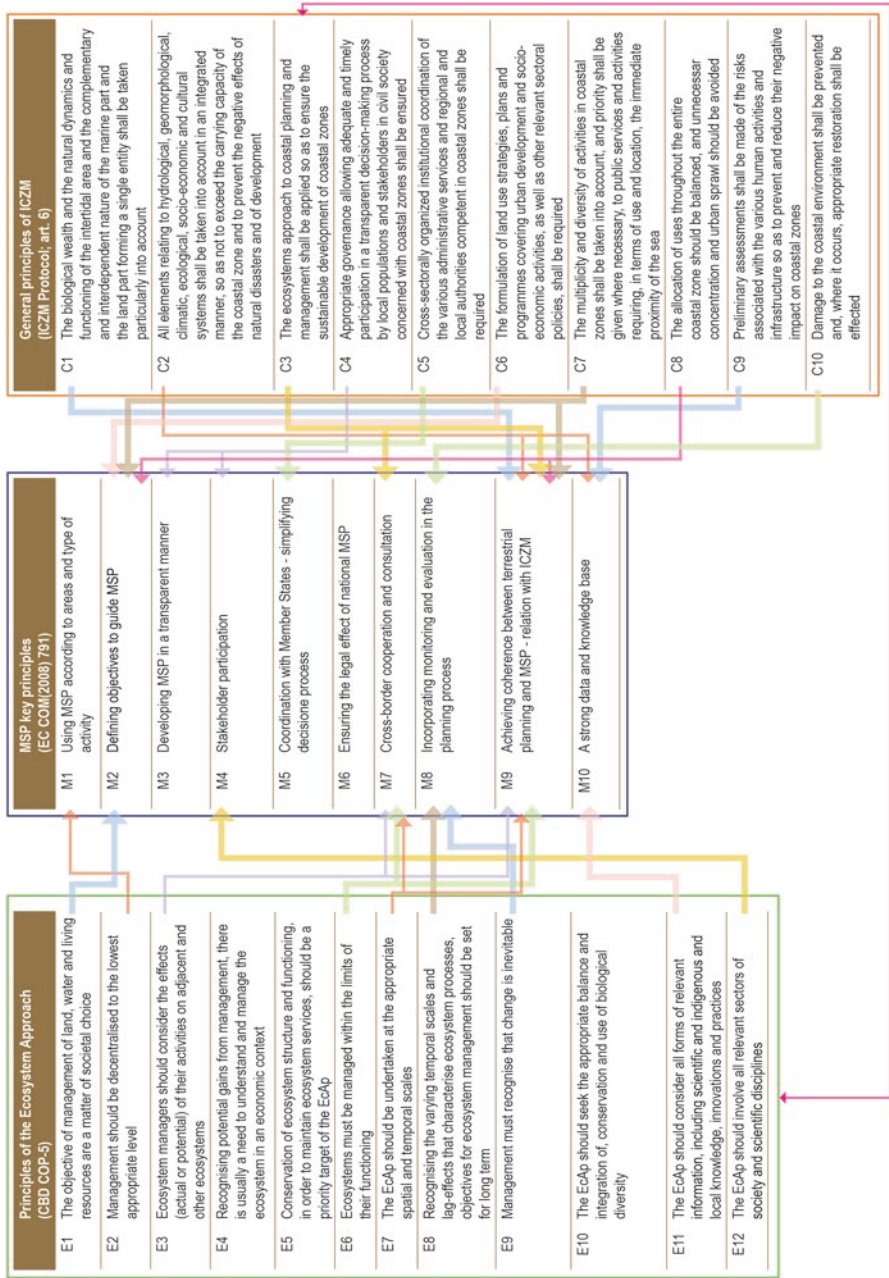 Principles of the Ecosystem Approach
(CBD COP-5)
E1 The objective of management of land, water and living
resources are a matter of societal choice
E2 Management should be decentralised to the lowest
appropriate level
E3 Ecosystem managers should consider the effects
(actual or potential) of their activities on adjacent and
other ecosystems
E4 Recognising potential gains from management, there
is usually a need to understand and manage the
ecosystem in an economic context
E5 Conservation of ecosystem structure and functioning,
in order to maintain ecosystem services, should be a
priority target of the EcAp
E6 Ecosystems must be managed within the limits of
their functioning
E7 The EcAp should be undertaken at the appropriate
spatial and temporal scales
E8 Recognising the varying temporal scales and
lag-effects that characterise ecosystem processes,
objectives for ecosystem management should be set
for long term
E9 Management must recognise that change is inevitable
E10 The EcAp should seek the appropriate balance and
integration of, conservation and use of biological
diversity
E11 The EcAp should consider all forms of relevant
information, including scientific and indigenous and
local knowledge, innovations and practices
E12 The EcAp should involve all relevant sectors of
society and scientific disciplines
MSP key principles
(EC COM(2008) 791)
M1 Using MSP according to areas and type of
activity
M2 Defining objectives to guide MSP
M3 Developing MSP in a transparent manner
M4 Stakeholder participation
M5 Coordination with Member States - simplifying
decisione process
M6 Ensuring the legal effect of national MSP
M7 Cross-border cooperation and consultation
M8 Incorporating monitoring and evaluation in the
planning process
M9 Achieving coherence between terrestrial
planning and MSP - relation with ICZM
M10 A strong data and knowledge base
General principles of ICZM
(ICZM Protocol; art. 6)
C1 The biological wealth and the natural dynamics and
functioning of the intertidal area and the complementary
and interdependent nature of the marine part and
the land part forming a single entity shall be taken
particularly into account
C2 All elements relating to hydrological, geomorphological,
climatic, ecological, socio-economic and cultural
systems shall be taken into account in an integrated
manner, so as not to exceed the carrying capacity of
the coastal zone and to prevent the negative effects of
natural disasters and of development
C3 The ecosystems approach to coastal planning and
management shall be applied so as to ensure the
sustainable development of coastal zones
C4 Appropriate governance allowing adequate and timely
participation in a transparent decision-making process
by local populations and stakeholders in civil society
concerned with coastal zones shall be ensured
C5 Cross-sectorally organized institutional coordination of
the various administrative services and regional and
local authorities competent in coastal zones shall be
required
C6 The formulation of land use strategies, plans and
programmes covering urban development and socio-
economic activities, as well as other relevant sectoral
policies, shall be required
C7 The multiplicity and diversity of activities in coastal
zones shall be taken into account, and priority shall be
given where necessary, to public services and activities
requiring, in terms of use and location, the immediate
proximity of the sea
C8 The allocation of uses throughout the entire
coastal zone should be balanced, and unnecessar
concentration and urban sprawl should be avoided
C9 Preliminary assessments shall be made of the risks
associated with the various human activities and
infrastructure so as to prevent and reduce their negative
impact on coastal zones
C10 Damage to the coastal environment shall be prevented
and, where it occurs, appropriate restoration shall be
effected